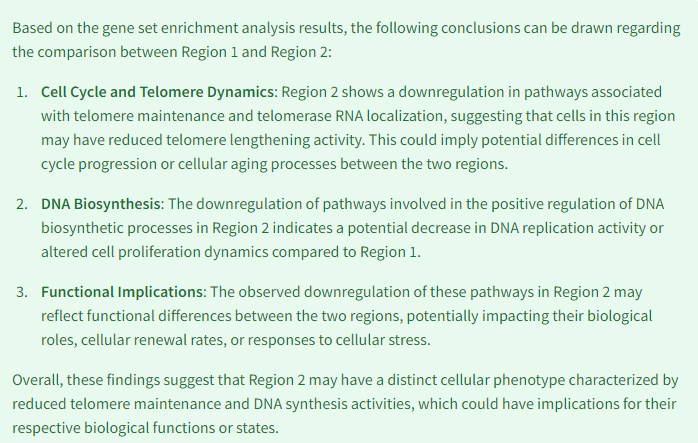 Based on the gene set enrichment analysis results, the following conclusions can be drawn regarding
the comparison between Region 1 and Region 2:
1. Cell Cycle and Telomere Dynamics: Region 2 shows a downregulation in pathways associated
with telomere maintenance and telomerase RNA localization, suggesting that cells in this region
may have reduced telomere lengthening activity. This could imply potential differences in cell
cycle progression or cellular aging processes between the two regions.
2. DNA Biosynthesis: The downregulation of pathways involved in the positive regulation of DNA
biosynthetic processes in Region 2 indicates a potential decrease in DNA replication activity or
altered cell proliferation dynamics compared to Region 1.
3. Functional Implications: The observed downregulation of these pathways in Region 2 may
reflect functional differences between the two regions, potentially impacting their biological
roles, cellular renewal rates, or responses to cellular stress.
Overall, these findings suggest that Region 2 may have a distinct cellular phenotype characterized by
reduced telomere maintenance and DNA synthesis activities, which could have implications for their
respective biological functions or states.